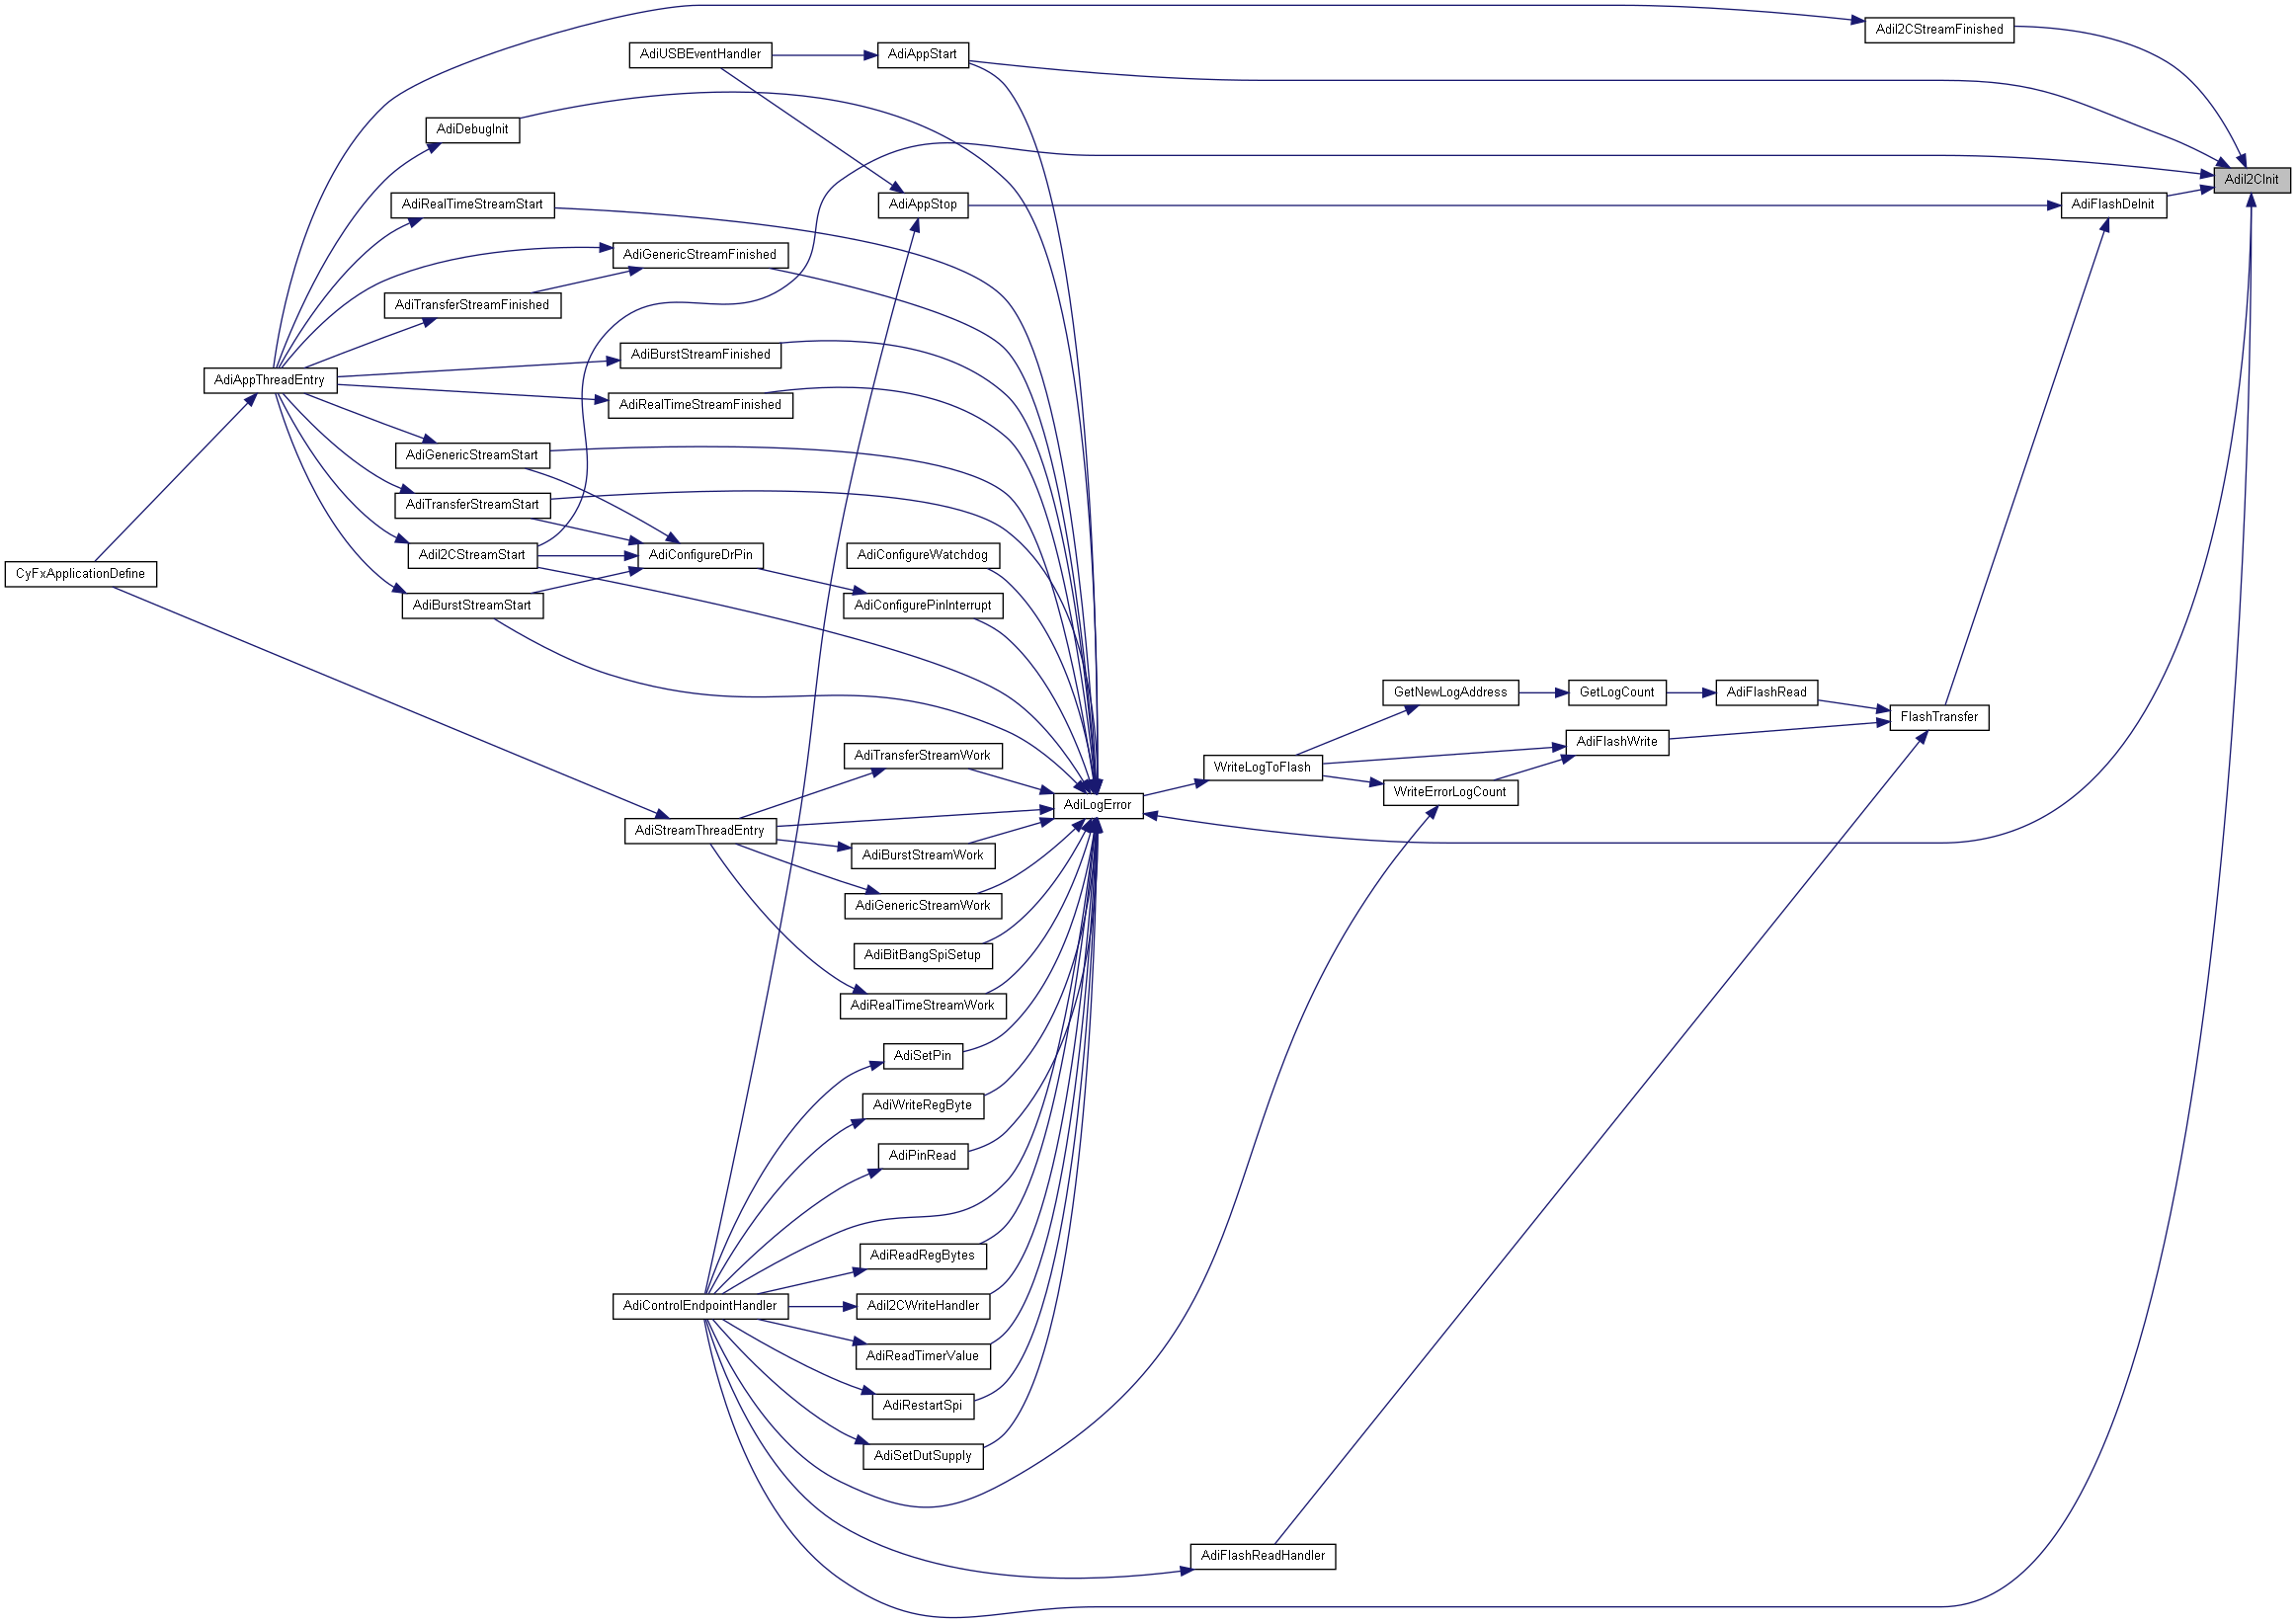 AdiI2CStreamFinished
AdiUSBEventHandler
AdiAppStart
AdiDebugInit
AdiI2CInit
AdiRealTimeStreamStart
AdiAppStop
AdiFlashDeInit
AdiGenericStreamFinished
AdiTransferStreamFinished
AdiBurstStreamFinished
AdiAppThreadEntry
AdiRealTimeStreamFinished
AdiGenericStreamStart
AdiTransferStreamStart
AdiI2CStreamStart
AdiConfigureDrPin
AdiConfigureWatchdog
CyFxApplicationDefine
AdiBurstStreamStart
AdiConfigurePinInterrupt
GetNewLogAddress
GetLogCount
AdiFlashRead
FlashTransfer
AdiFlashWrite
AdiTransferStreamWork
WriteLogToFlash
WriteErrorLogCount
AdiLogError
AdiStreamThreadEntry
AdiBurstStreamWork
AdiGenericStreamWork
AdiBitBangSpiSetup
AdiRealTimeStreamWork
AdiSetPin
AdiWriteRegByte
AdiPinRead
AdiReadRegBytes
AdiControlEndpointHandler
AdiI2CWriteHandler
AdiReadTimerValue
AdiRestartSpi
AdiSetDutSupply
AdiFlashReadHandler